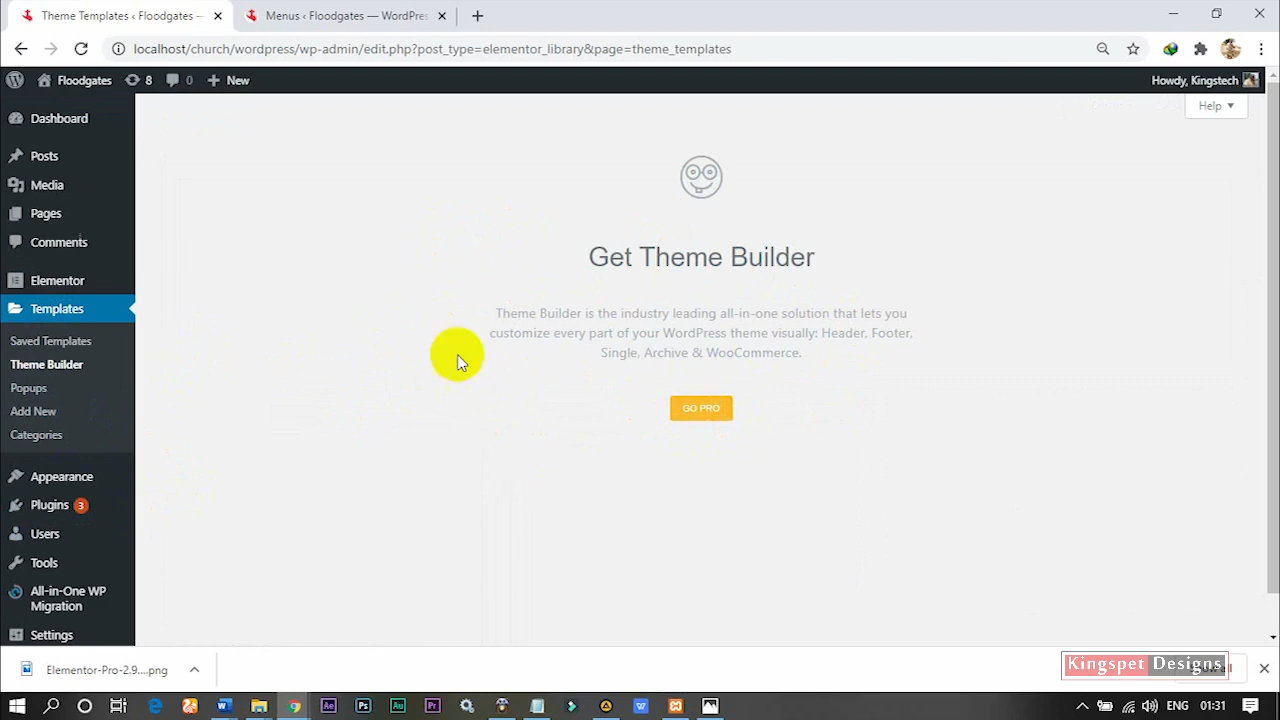 Theme Templates ‹ Floodgates —
Menus ‹ Floodgates — WordPres
localhost/church/wordpress/wp-admin/edit.php?post_type=elementor_library&page=theme_templates
Floodgates 8 0 New
Howdy, Kingstech
Help
Dashboard
Posts
Media
Pages
Comments
Elementor
Templates
Saved Templates
Theme Builder
Popups
Add New
Categories
Appearance
Plugins 3
Users
Tools
All-in-One WP
Migration
Settings
Get Theme Builder
Theme Builder is the industry leading all-in-one solution that lets you
customize every part of your WordPress theme visually: Header, Footer,
Single, Archive & WooCommerce.
GO PRO
Elementor-Pro-2.9....png
Kingspet Designs
ENG 01:31